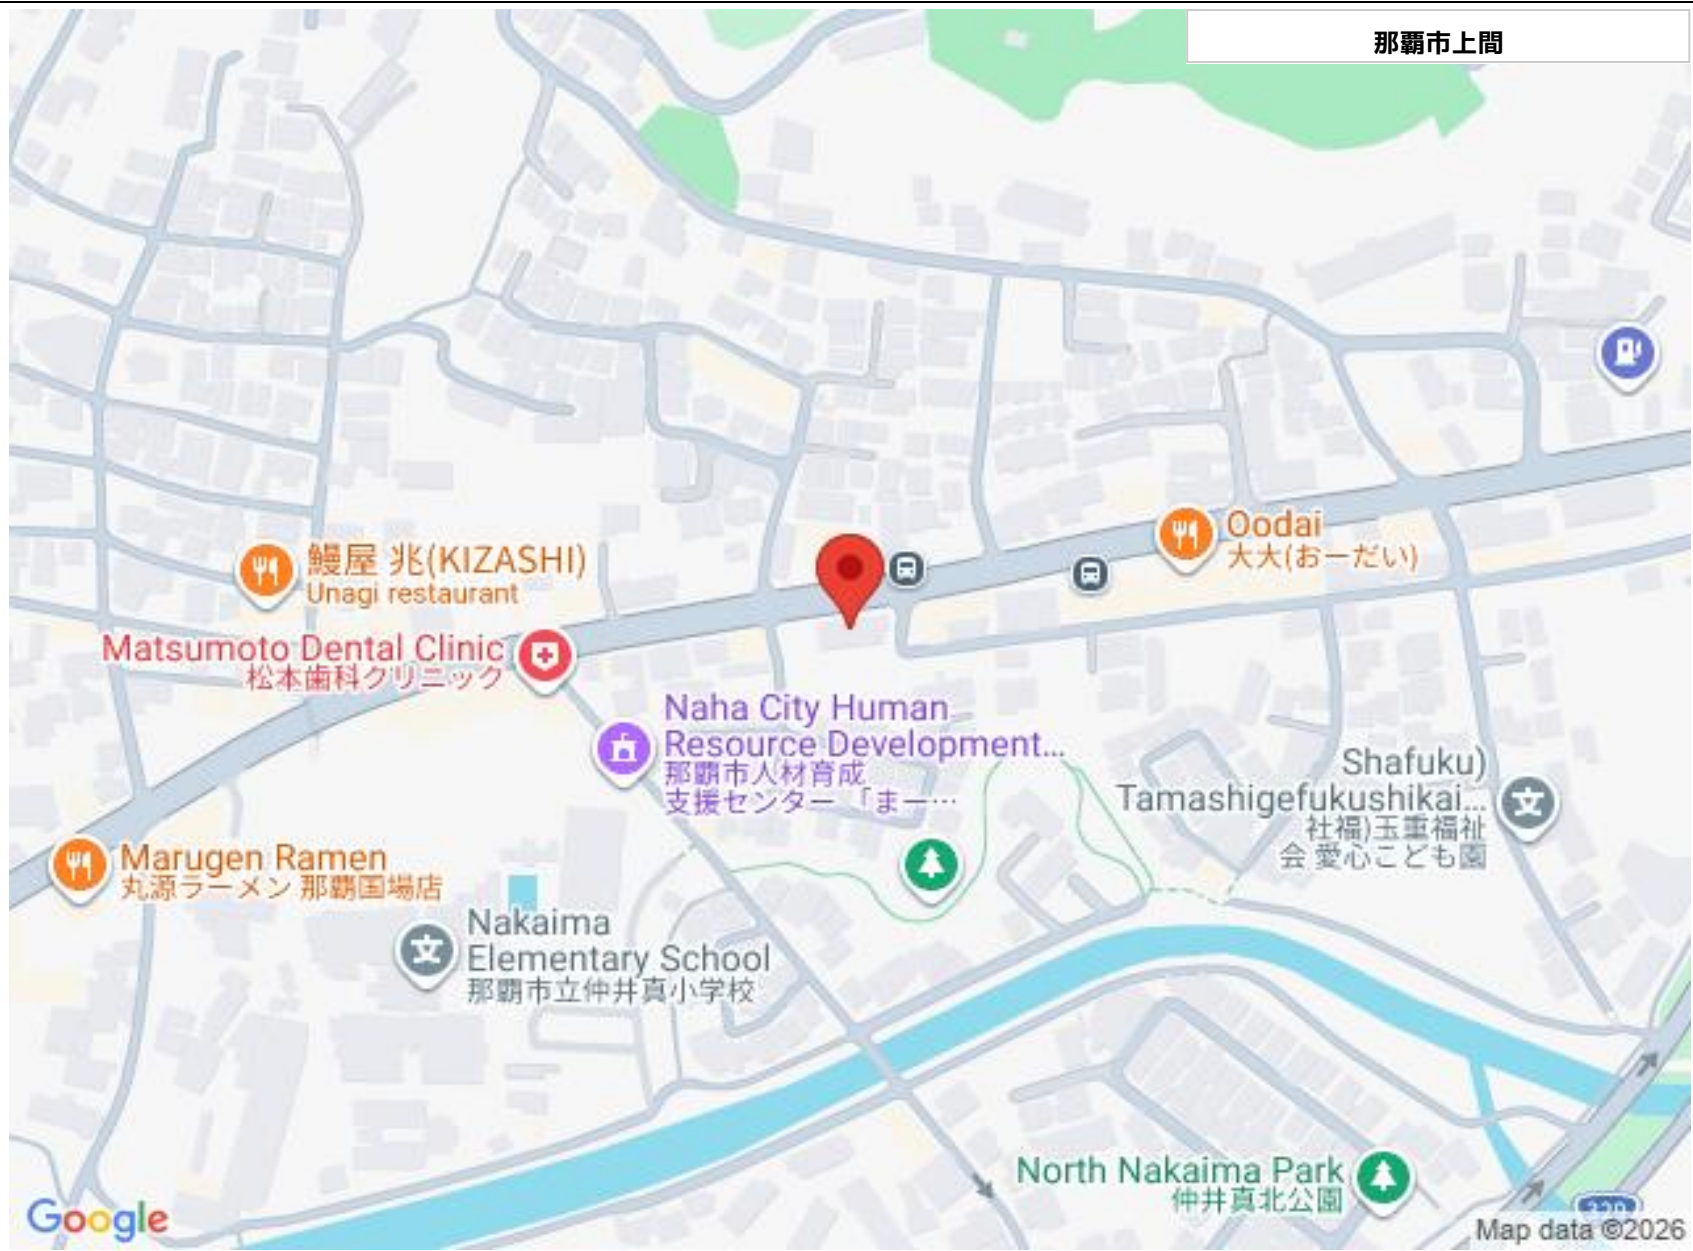 那覇市上間
Oodai
大大(おーだい)
鰻屋 兆(KIZASHI)
Unagi restaurant
Matsumoto Dental Clinic
松本歯科クリニック
Naha City Human
Resource Development...
那覇市人材育成
支援センター「まー…
Shafuku)
Tamashigefukushikai...
社福)玉重福祉
会 愛心こども園
Marugen Ramen
丸源ラーメン 那覇国場店
Nakaima
Elementary School
那覇市立仲井真小学校
North Nakaima Park
仲井真北公園
Google
Map data ©2026